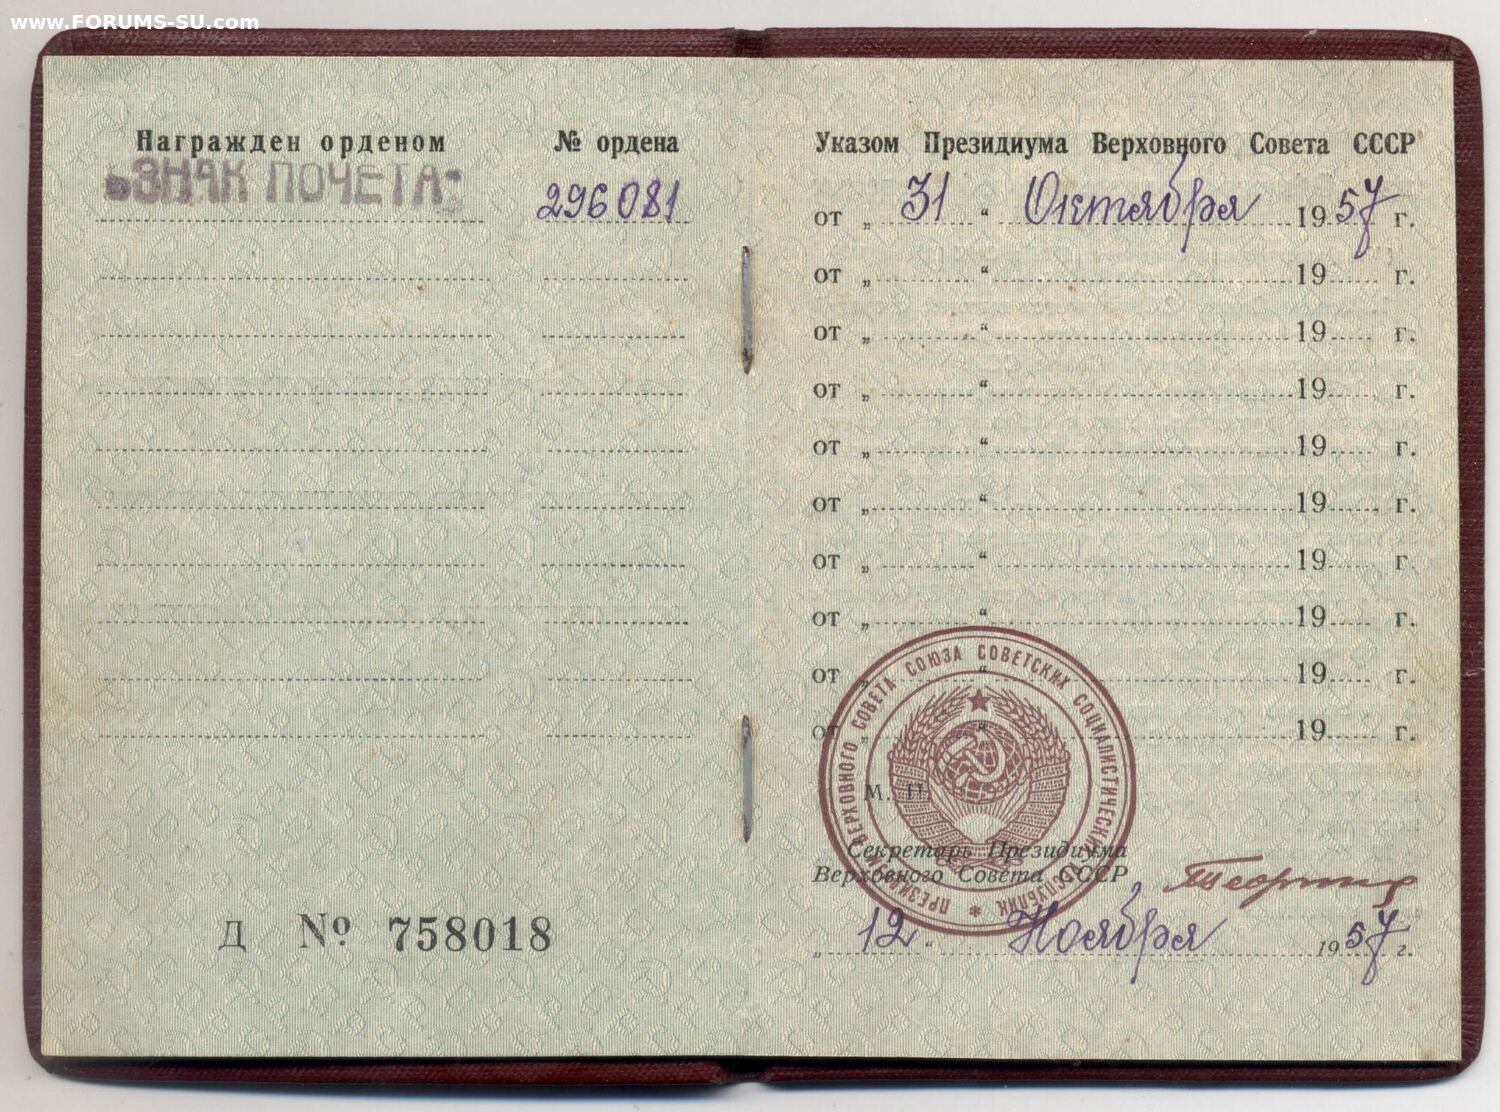 www.FORUMS-SU.com
Награжден орденом
№ ордена
„ЗНАК ПОЧЕТА“
296081
Д № 758018
Указом Президиума Верховного Совета СССР
от „ 31 “ Октября 1957 г.
от „ “ 19 г.
от „ “ 19 г.
от „ “ 19 г.
от „ “ 19 г.
от „ “ 19 г.
от „ “ 19 г.
от „ “ 19 г.
от „ “ 19 г.
от „ “ 19 г.
М. П.
ПРЕЗИДИУМ ВЕРХОВНОГО СОВЕТА СОЮЗА СОВЕТСКИХ СОЦИАЛИСТИЧЕСКИХ РЕСПУБЛИК
Секретарь Президиума
Верховного Совета СССР
„ 12 “ Ноября 1957 г.